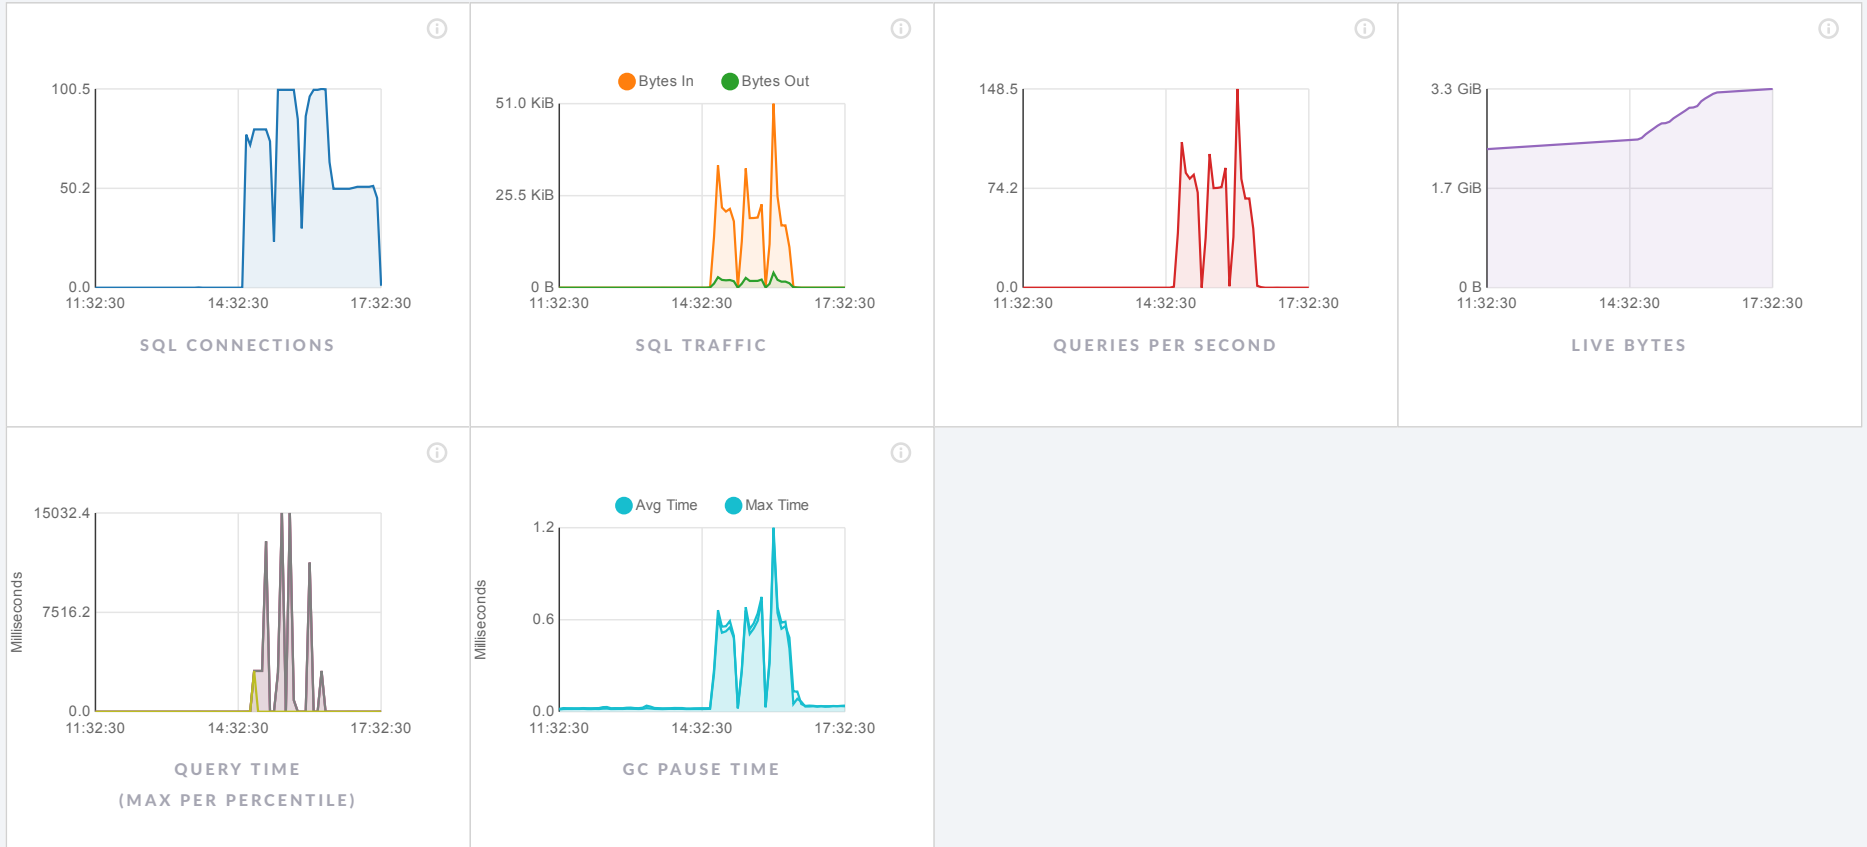 100.5
50.2
0.0
11:32:30 14:32:30 17:32:30
SQL CONNECTIONS
Bytes In Bytes Out
51.0 KiB
25.5 KiB
0 B
11:32:30 14:32:30 17:32:30
SQL TRAFFIC
148.5
74.2
0.0
11:32:30 14:32:30 17:32:30
QUERIES PER SECOND
3.3 GiB
1.7 GiB
0 B
11:32:30 14:32:30 17:32:30
LIVE BYTES
Milliseconds
15032.4
7516.2
0.0
11:32:30 14:32:30 17:32:30
QUERY TIME
(MAX PER PERCENTILE)
Avg Time Max Time
Milliseconds
1.2
0.6
0.0
11:32:30 14:32:30 17:32:30
GC PAUSE TIME